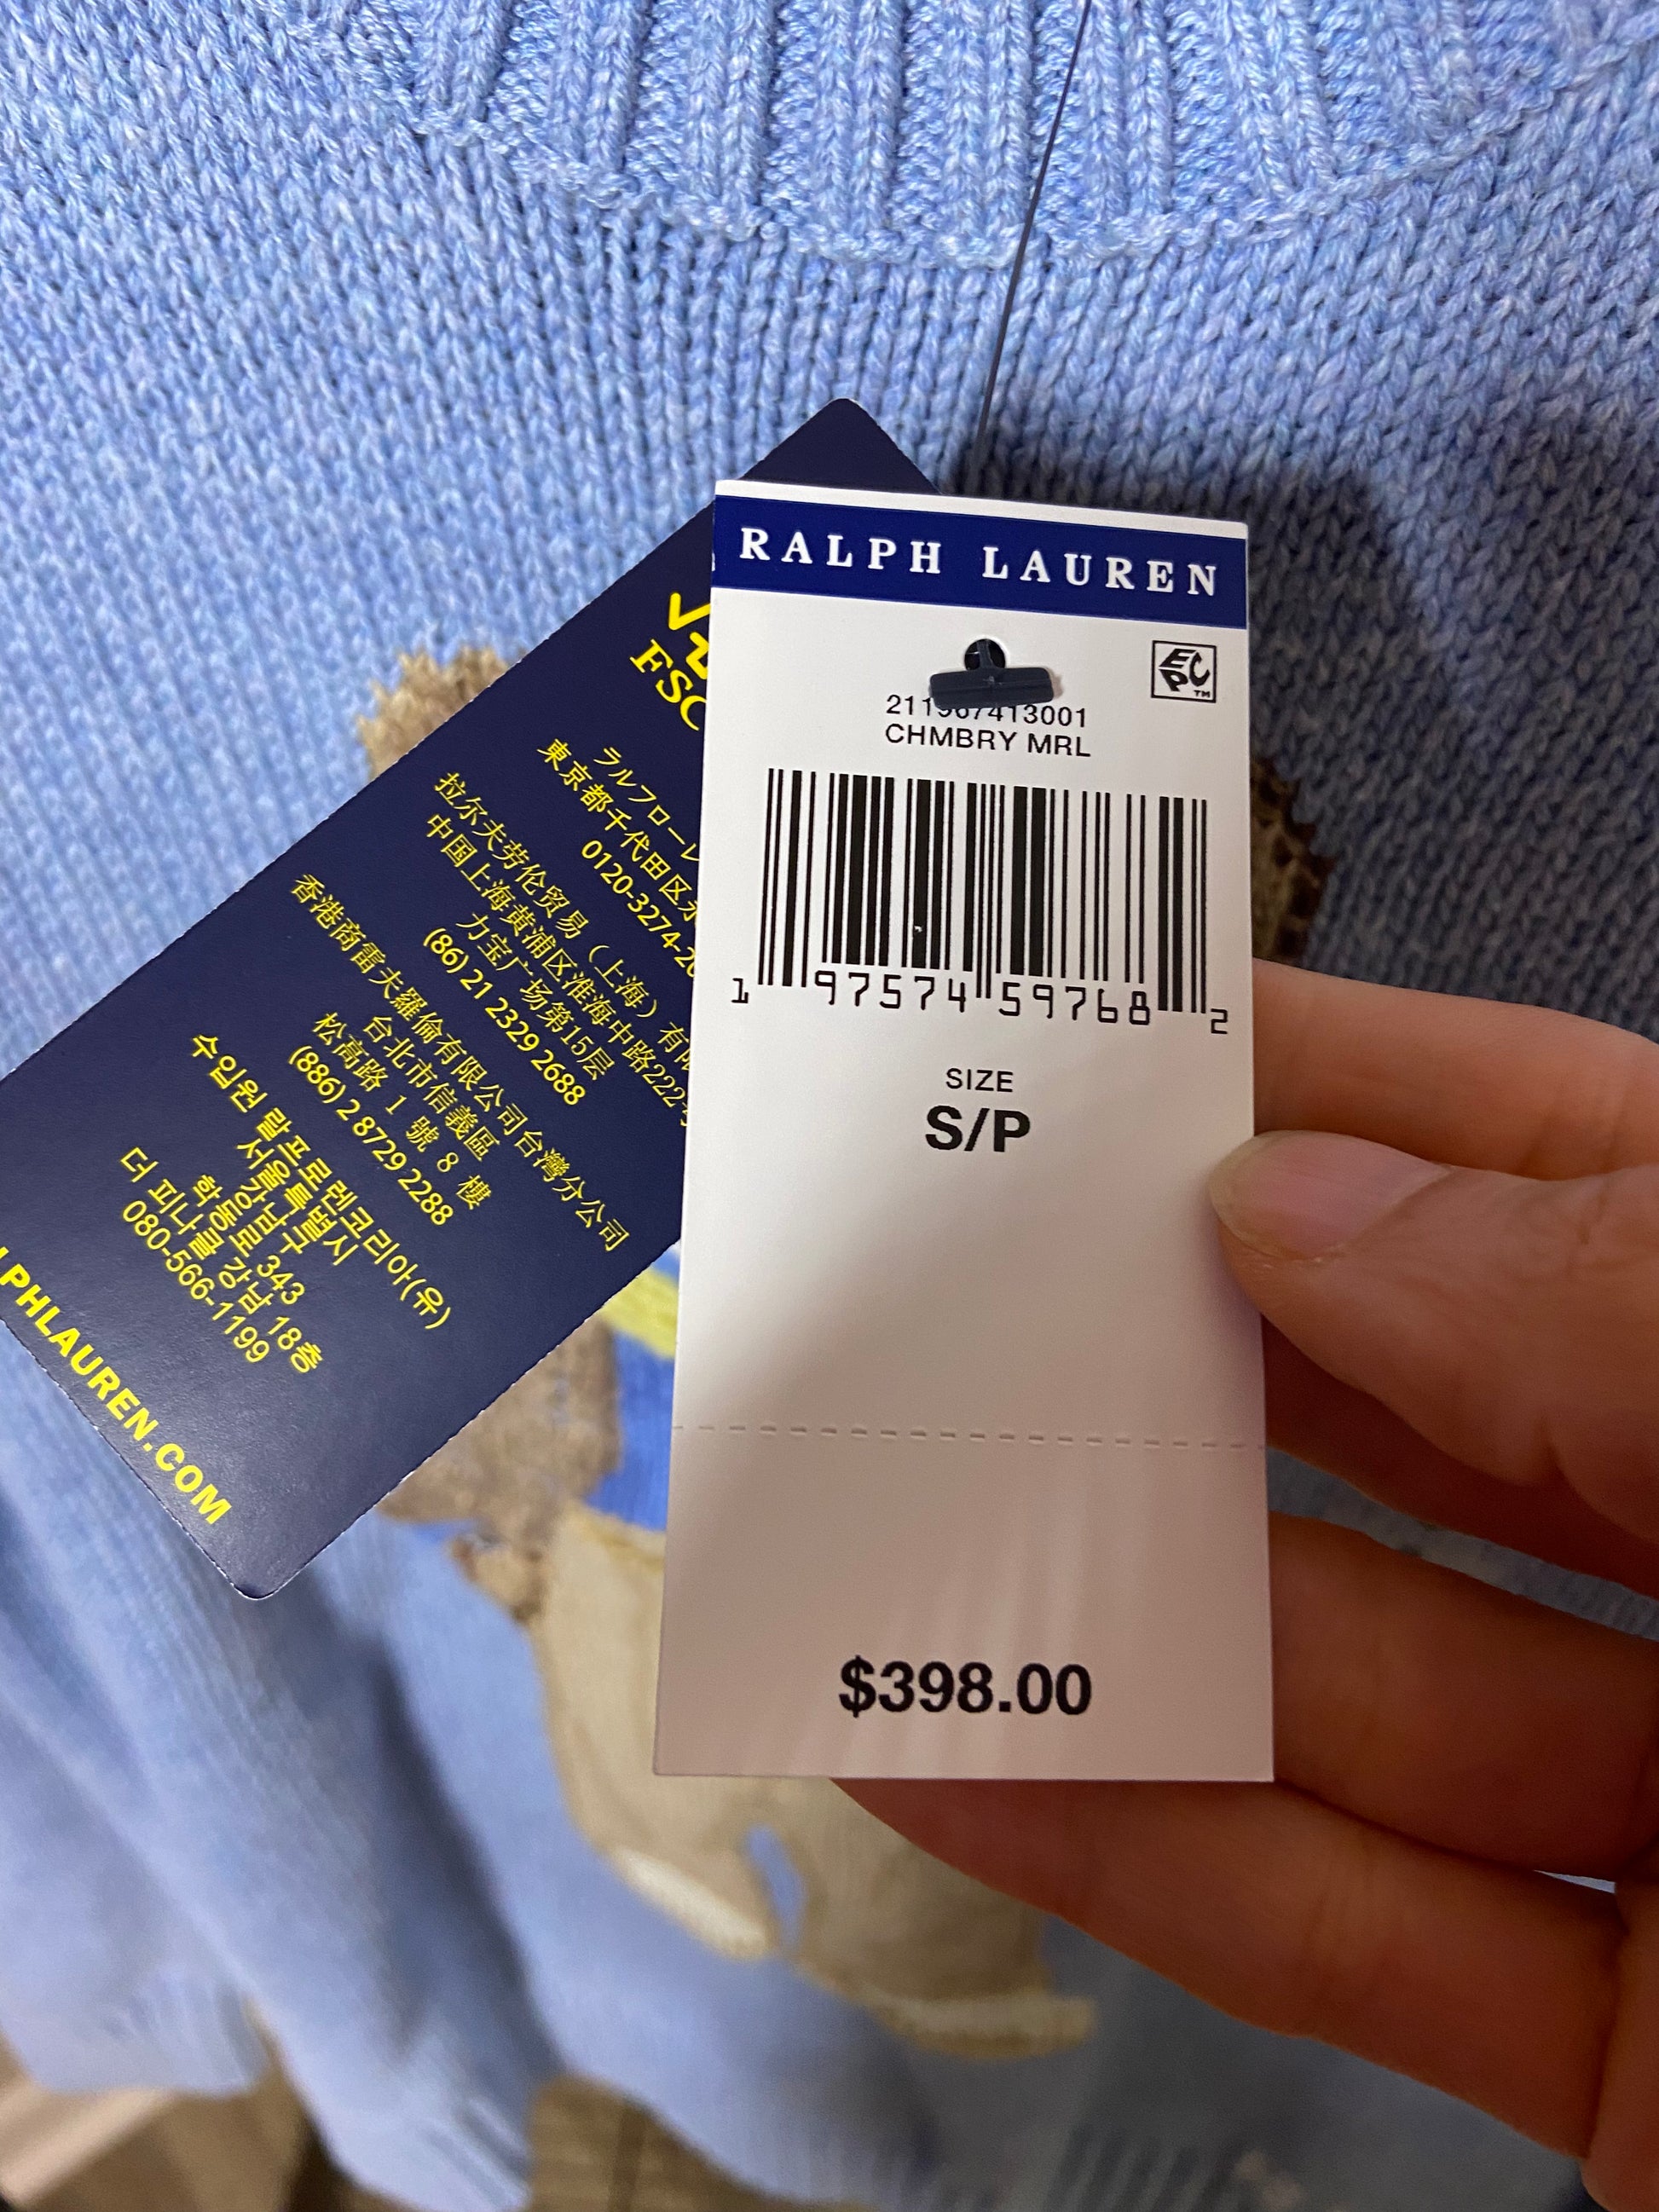 RALPH LAUREN
EPC™
CHMBRY MRL
1 97574 59768 2
SIZE
S/P
$398.00
FSC
ラルフローレ
東京都千代田区永
0120-3274-20
拉尔夫劳伦贸易（上海）有限
中国上海黄浦区淮海中路222号
力宝广场第15层
(86) 21 2329 2688
香港商雷夫羅倫有限公司台灣分公司
台北市信義區
松高路 1 號 8 樓
(886) 2 8729 2288
수입원 랄프로렌코리아(유)
서울특별시
강남구
학동로 343
더 피나클 강남 18층
080-566-1199
LPHLAUREN.COM